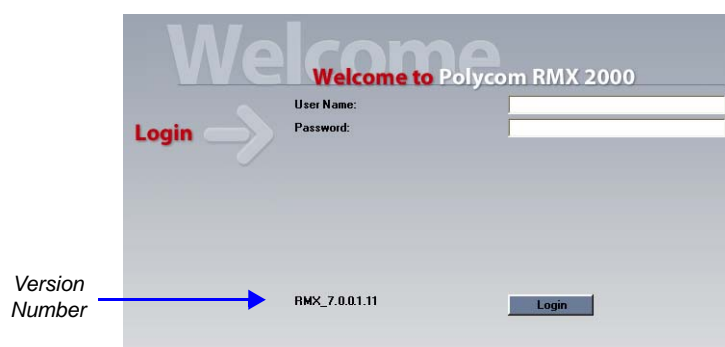 Welcome
Welcome to Polycom RMX 2000
User Name:
Password:
Login
Version
Number
RMX_7.0.0.1.11
Login